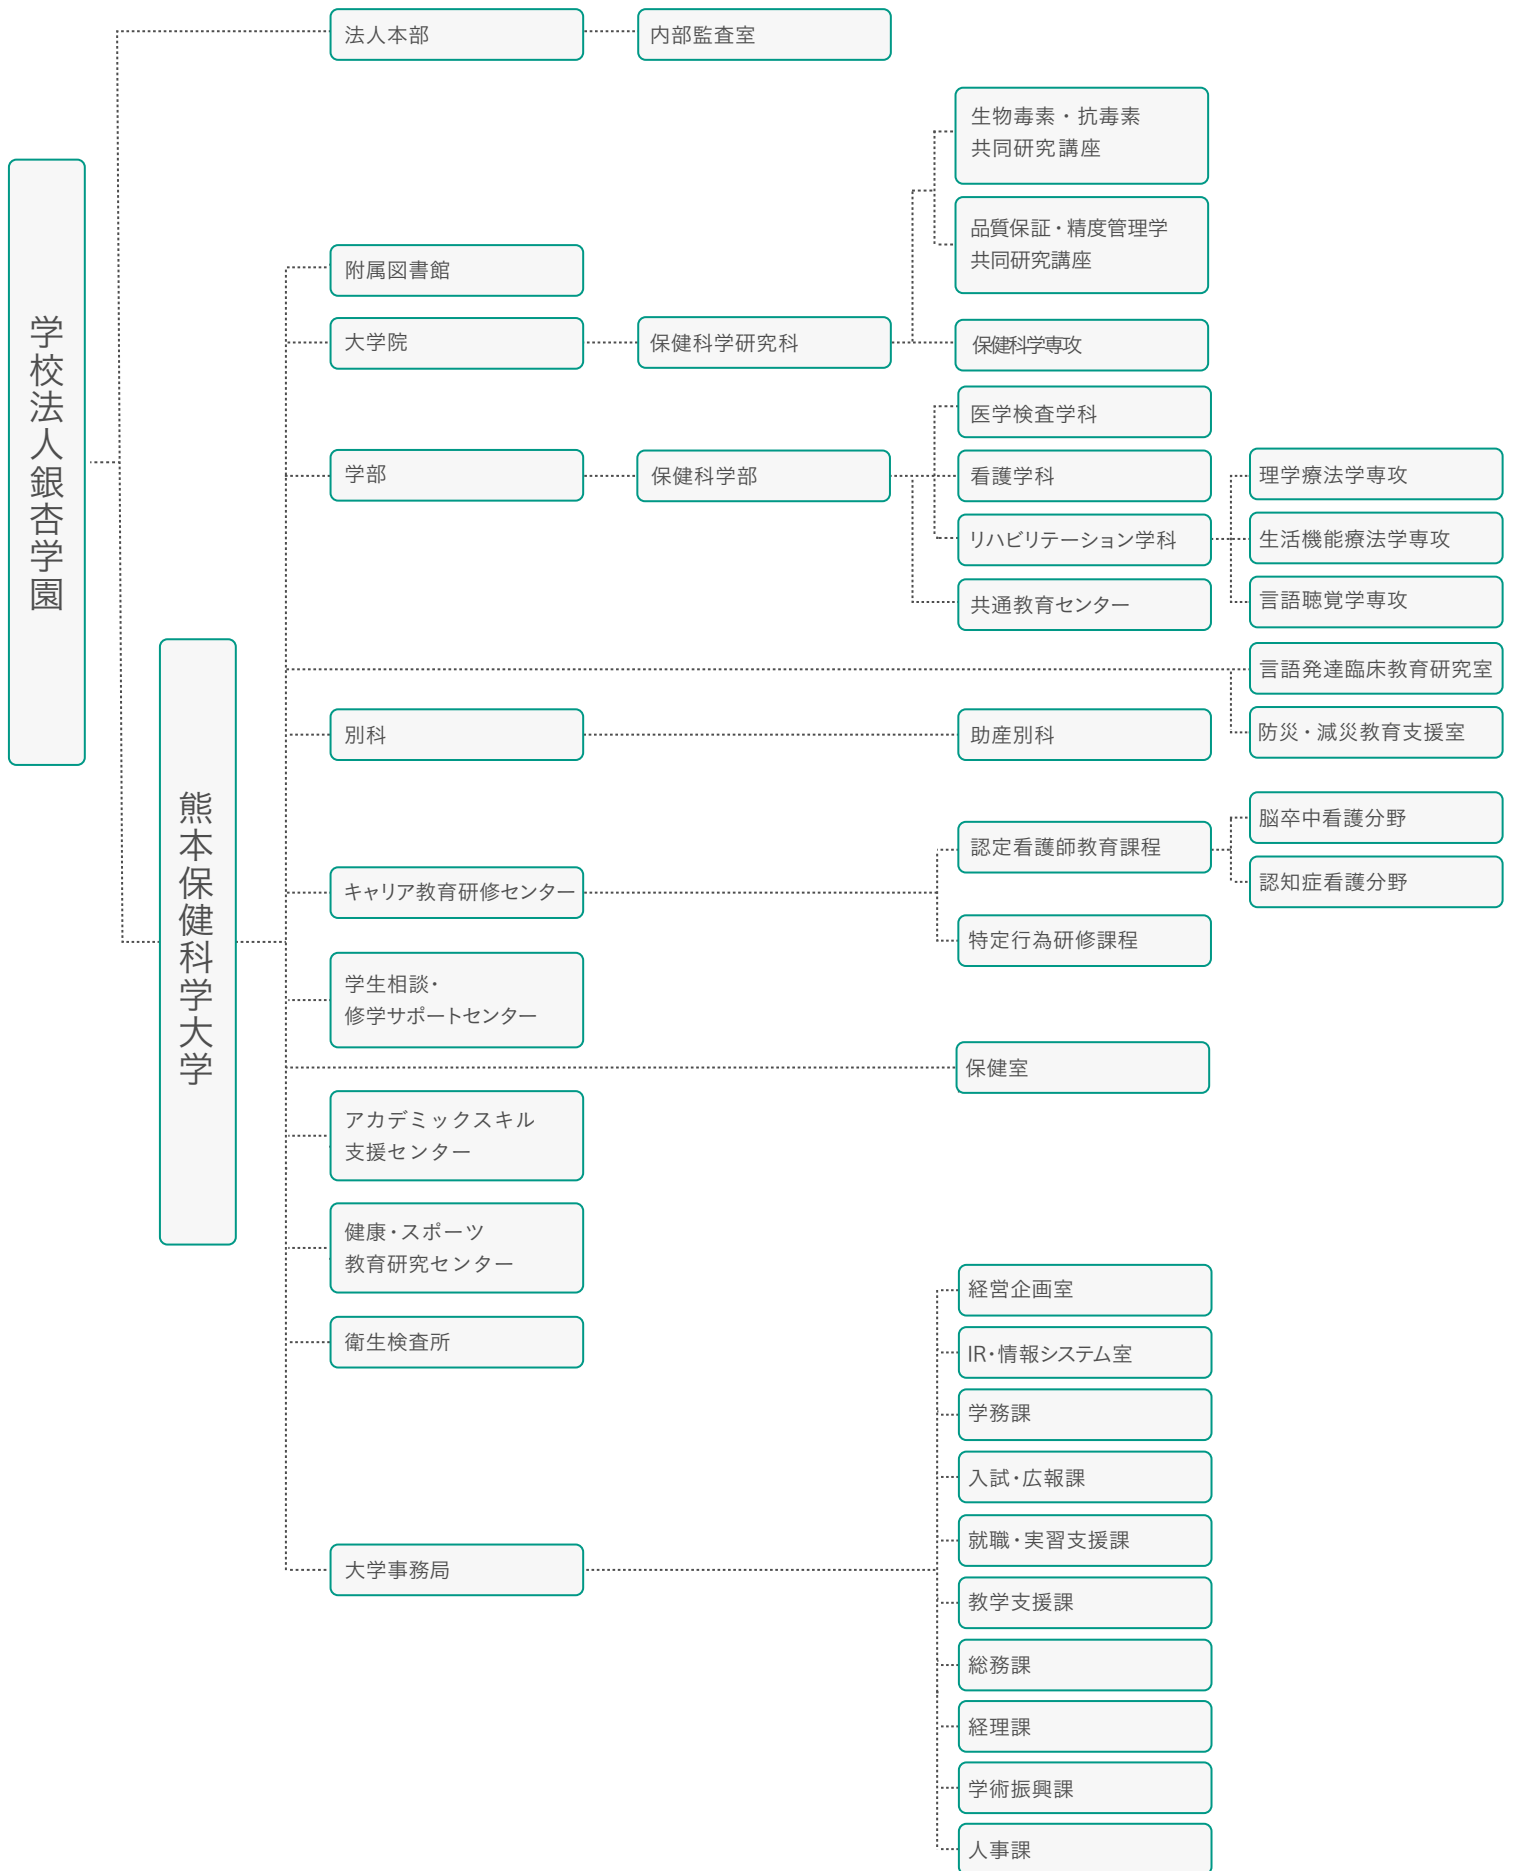 学校法人銀杏学園
法人本部
内部監査室
熊本保健科学大学
附属図書館
大学院
保健科学研究科
生物毒素・抗毒素
共同研究講座
品質保証・精度管理学
共同研究講座
保健科学専攻
学部
保健科学部
医学検査学科
看護学科
リハビリテーション学科
理学療法学専攻
生活機能療法学専攻
言語聴覚学専攻
共通教育センター
言語発達臨床教育研究室
防災・減災教育支援室
別科
助産別科
キャリア教育研修センター
認定看護師教育課程
脳卒中看護分野
認知症看護分野
特定行為研修課程
学生相談・
修学サポートセンター
保健室
アカデミックスキル
支援センター
健康・スポーツ
教育研究センター
衛生検査所
大学事務局
経営企画室
IR・情報システム室
学務課
入試・広報課
就職・実習支援課
教学支援課
総務課
経理課
学術振興課
人事課